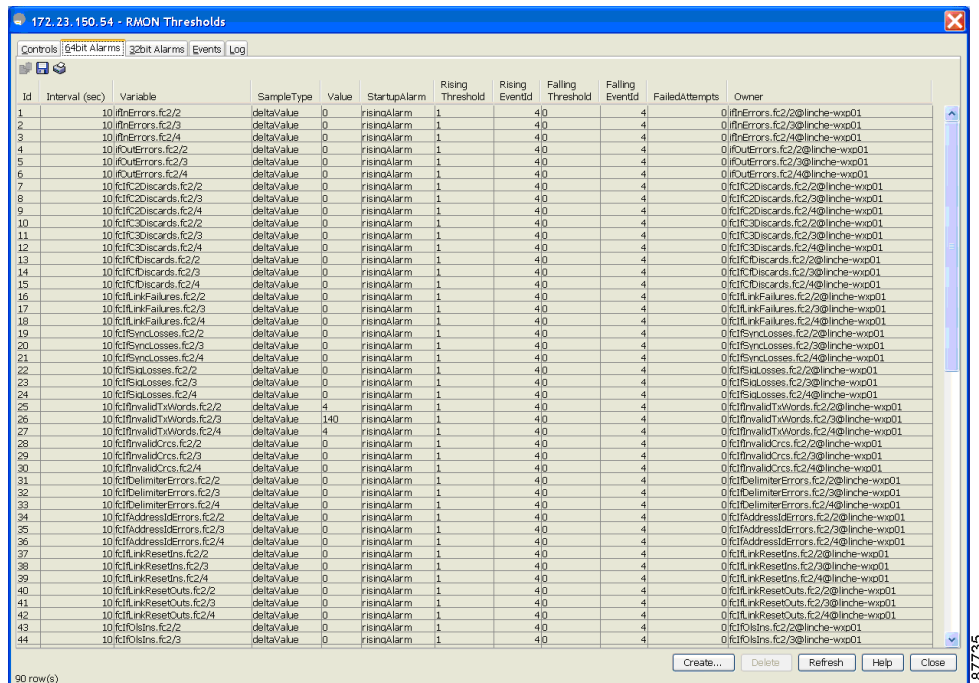 172.23.150.54 - RMON Thresholds
Controls 64bit Alarms 32bit Alarms Events Log
Id Interval (sec) Variable SampleType Value StartupAlarm Rising Threshold Rising EventId Falling Threshold Falling EventId FailedAttempts Owner
1 10 ifInErrors.fc2/2 deltaValue 0 risingAlarm 1 4 0 4 0 ifInErrors.fc2/2@linche-wxp01
2 10 ifInErrors.fc2/3 deltaValue 0 risingAlarm 1 4 0 4 0 ifInErrors.fc2/3@linche-wxp01
3 10 ifInErrors.fc2/4 deltaValue 0 risingAlarm 1 4 0 4 0 ifInErrors.fc2/4@linche-wxp01
4 10 ifOutErrors.fc2/2 deltaValue 0 risingAlarm 1 4 0 4 0 ifOutErrors.fc2/2@linche-wxp01
5 10 ifOutErrors.fc2/3 deltaValue 0 risingAlarm 1 4 0 4 0 ifOutErrors.fc2/3@linche-wxp01
6 10 ifOutErrors.fc2/4 deltaValue 0 risingAlarm 1 4 0 4 0 ifOutErrors.fc2/4@linche-wxp01
7 10 fcIfC2Discards.fc2/2 deltaValue 0 risingAlarm 1 4 0 4 0 fcIfC2Discards.fc2/2@linche-wxp01
8 10 fcIfC2Discards.fc2/3 deltaValue 0 risingAlarm 1 4 0 4 0 fcIfC2Discards.fc2/3@linche-wxp01
9 10 fcIfC2Discards.fc2/4 deltaValue 0 risingAlarm 1 4 0 4 0 fcIfC2Discards.fc2/4@linche-wxp01
10 10 fcIfC3Discards.fc2/2 deltaValue 0 risingAlarm 1 4 0 4 0 fcIfC3Discards.fc2/2@linche-wxp01
11 10 fcIfC3Discards.fc2/3 deltaValue 0 risingAlarm 1 4 0 4 0 fcIfC3Discards.fc2/3@linche-wxp01
12 10 fcIfC3Discards.fc2/4 deltaValue 0 risingAlarm 1 4 0 4 0 fcIfC3Discards.fc2/4@linche-wxp01
13 10 fcIfCfDiscards.fc2/2 deltaValue 0 risingAlarm 1 4 0 4 0 fcIfCfDiscards.fc2/2@linche-wxp01
14 10 fcIfCfDiscards.fc2/3 deltaValue 0 risingAlarm 1 4 0 4 0 fcIfCfDiscards.fc2/3@linche-wxp01
15 10 fcIfCfDiscards.fc2/4 deltaValue 0 risingAlarm 1 4 0 4 0 fcIfCfDiscards.fc2/4@linche-wxp01
16 10 fcIfLinkFailures.fc2/2 deltaValue 0 risingAlarm 1 4 0 4 0 fcIfLinkFailures.fc2/2@linche-wxp01
17 10 fcIfLinkFailures.fc2/3 deltaValue 0 risingAlarm 1 4 0 4 0 fcIfLinkFailures.fc2/3@linche-wxp01
18 10 fcIfLinkFailures.fc2/4 deltaValue 0 risingAlarm 1 4 0 4 0 fcIfLinkFailures.fc2/4@linche-wxp01
19 10 fcIfSyncLosses.fc2/2 deltaValue 0 risingAlarm 1 4 0 4 0 fcIfSyncLosses.fc2/2@linche-wxp01
20 10 fcIfSyncLosses.fc2/3 deltaValue 0 risingAlarm 1 4 0 4 0 fcIfSyncLosses.fc2/3@linche-wxp01
21 10 fcIfSyncLosses.fc2/4 deltaValue 0 risingAlarm 1 4 0 4 0 fcIfSyncLosses.fc2/4@linche-wxp01
22 10 fcIfSigLosses.fc2/2 deltaValue 0 risingAlarm 1 4 0 4 0 fcIfSigLosses.fc2/2@linche-wxp01
23 10 fcIfSigLosses.fc2/3 deltaValue 0 risingAlarm 1 4 0 4 0 fcIfSigLosses.fc2/3@linche-wxp01
24 10 fcIfSigLosses.fc2/4 deltaValue 0 risingAlarm 1 4 0 4 0 fcIfSigLosses.fc2/4@linche-wxp01
25 10 fcIfInvalidTxWords.fc2/2 deltaValue 4 risingAlarm 1 4 0 4 0 fcIfInvalidTxWords.fc2/2@linche-wxp01
26 10 fcIfInvalidTxWords.fc2/3 deltaValue 140 risingAlarm 1 4 0 4 0 fcIfInvalidTxWords.fc2/3@linche-wxp01
27 10 fcIfInvalidTxWords.fc2/4 deltaValue 4 risingAlarm 1 4 0 4 0 fcIfInvalidTxWords.fc2/4@linche-wxp01
28 10 fcIfInvalidCrcs.fc2/2 deltaValue 0 risingAlarm 1 4 0 4 0 fcIfInvalidCrcs.fc2/2@linche-wxp01
29 10 fcIfInvalidCrcs.fc2/3 deltaValue 0 risingAlarm 1 4 0 4 0 fcIfInvalidCrcs.fc2/3@linche-wxp01
30 10 fcIfInvalidCrcs.fc2/4 deltaValue 0 risingAlarm 1 4 0 4 0 fcIfInvalidCrcs.fc2/4@linche-wxp01
31 10 fcIfDelimiterErrors.fc2/2 deltaValue 0 risingAlarm 1 4 0 4 0 fcIfDelimiterErrors.fc2/2@linche-wxp01
32 10 fcIfDelimiterErrors.fc2/3 deltaValue 0 risingAlarm 1 4 0 4 0 fcIfDelimiterErrors.fc2/3@linche-wxp01
33 10 fcIfDelimiterErrors.fc2/4 deltaValue 0 risingAlarm 1 4 0 4 0 fcIfDelimiterErrors.fc2/4@linche-wxp01
34 10 fcIfAddressIdErrors.fc2/2 deltaValue 0 risingAlarm 1 4 0 4 0 fcIfAddressIdErrors.fc2/2@linche-wxp01
35 10 fcIfAddressIdErrors.fc2/3 deltaValue 0 risingAlarm 1 4 0 4 0 fcIfAddressIdErrors.fc2/3@linche-wxp01
36 10 fcIfAddressIdErrors.fc2/4 deltaValue 0 risingAlarm 1 4 0 4 0 fcIfAddressIdErrors.fc2/4@linche-wxp01
37 10 fcIfLinkResetIns.fc2/2 deltaValue 0 risingAlarm 1 4 0 4 0 fcIfLinkResetIns.fc2/2@linche-wxp01
38 10 fcIfLinkResetIns.fc2/3 deltaValue 0 risingAlarm 1 4 0 4 0 fcIfLinkResetIns.fc2/3@linche-wxp01
39 10 fcIfLinkResetIns.fc2/4 deltaValue 0 risingAlarm 1 4 0 4 0 fcIfLinkResetIns.fc2/4@linche-wxp01
40 10 fcIfLinkResetOuts.fc2/2 deltaValue 0 risingAlarm 1 4 0 4 0 fcIfLinkResetOuts.fc2/2@linche-wxp01
41 10 fcIfLinkResetOuts.fc2/3 deltaValue 0 risingAlarm 1 4 0 4 0 fcIfLinkResetOuts.fc2/3@linche-wxp01
42 10 fcIfLinkResetOuts.fc2/4 deltaValue 0 risingAlarm 1 4 0 4 0 fcIfLinkResetOuts.fc2/4@linche-wxp01
43 10 fcIfOlsIns.fc2/2 deltaValue 0 risingAlarm 1 4 0 4 0 fcIfOlsIns.fc2/2@linche-wxp01
44 10 fcIfOlsIns.fc2/3 deltaValue 0 risingAlarm 1 4 0 4 0 fcIfOlsIns.fc2/3@linche-wxp01
Create... Delete Refresh Help Close
90 row(s)